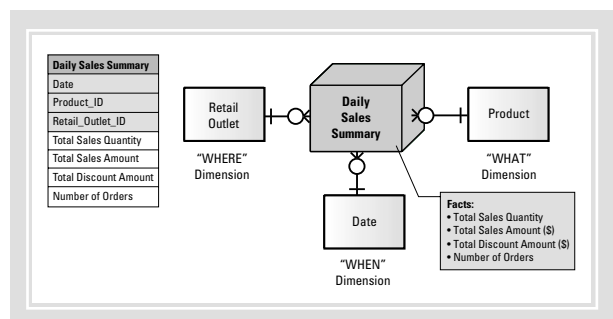 Daily Sales Summary
Date
Product_ID
Retail_Outlet_ID
Total Sales Quantity
Total Sales Amount
Total Discount Amount
Number of Orders
Retail
Outlet
"WHERE"
Dimension
Daily
Sales
Summary
Product
"WHAT"
Dimension
Date
"WHEN"
Dimension
Facts:
• Total Sales Quantity
• Total Sales Amount ($)
• Total Discount Amount ($)
• Number of Orders